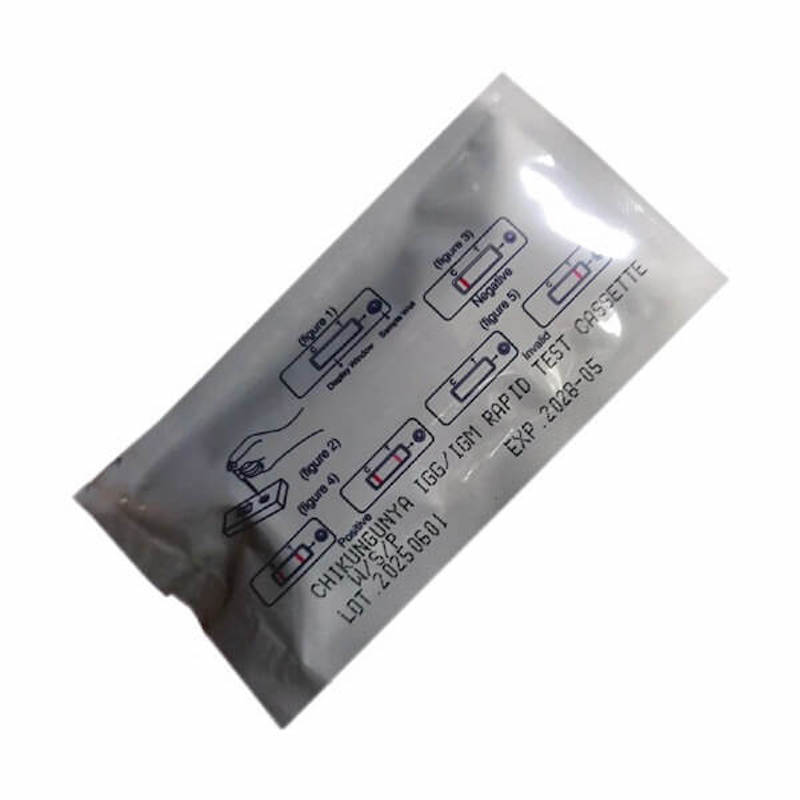 (figure 1)
C T
Display Window
Sample Well
(figure 3)
C T
Negative
(figure 2)
(figure 4)
C T
C T
Positive
(figure 5)
C T
T
Invalid
CHIKUNGUNYA IGG/IGM RAPID TEST CASSETTE
W/S/P
LOT.20250601
EXP.2028-05